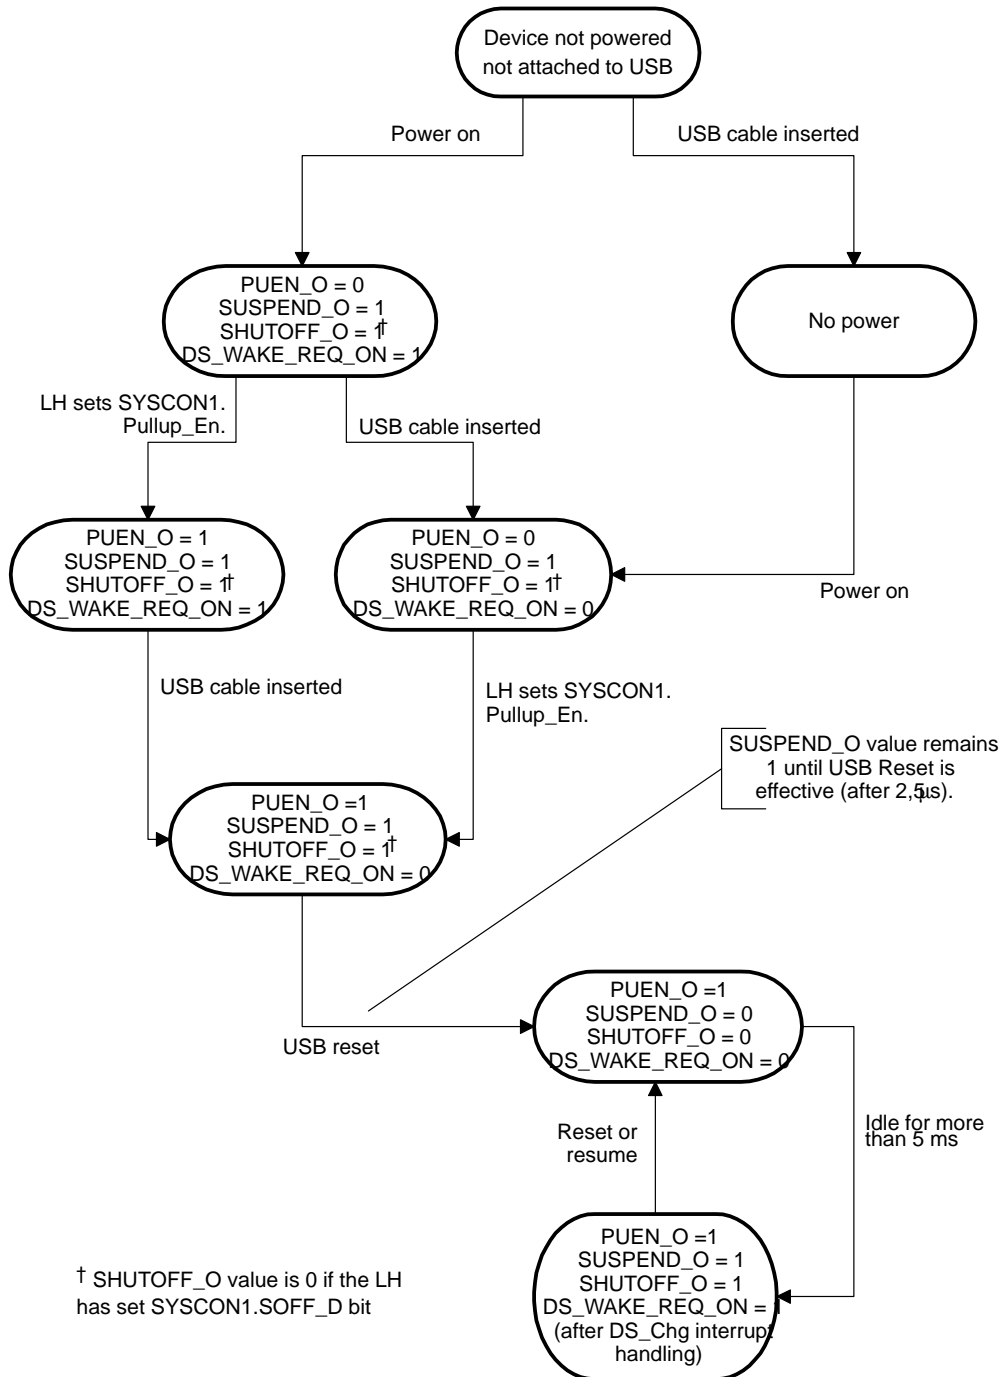 Device not powered
not attached to USB
Power on
USB cable inserted
PUEN_O = 0
SUSPEND_O = 1
SHUTOFF_O = 1†
DS_WAKE_REQ_ON = 1
No power
LH sets SYSCON1.
Pullup_En.
USB cable inserted
PUEN_O = 1
SUSPEND_O = 1
SHUTOFF_O = 1†
DS_WAKE_REQ_ON = 1
PUEN_O = 0
SUSPEND_O = 1
SHUTOFF_O = 1†
DS_WAKE_REQ_ON = 0
Power on
USB cable inserted
LH sets SYSCON1.
Pullup_En.
SUSPEND_O value remains
1 until USB Reset is
effective (after 2,5µs).
PUEN_O =1
SUSPEND_O = 1
SHUTOFF_O = 1†
DS_WAKE_REQ_ON = 0
USB reset
PUEN_O =1
SUSPEND_O = 0
SHUTOFF_O = 0
DS_WAKE_REQ_ON = 0
Reset or
resume
Idle for more
than 5 ms
PUEN_O =1
SUSPEND_O = 1
SHUTOFF_O = 1
DS_WAKE_REQ_ON = 1
(after DS_Chg interrupt
handling)
† SHUTOFF_O value is 0 if the LH
has set SYSCON1.SOFF_D bit